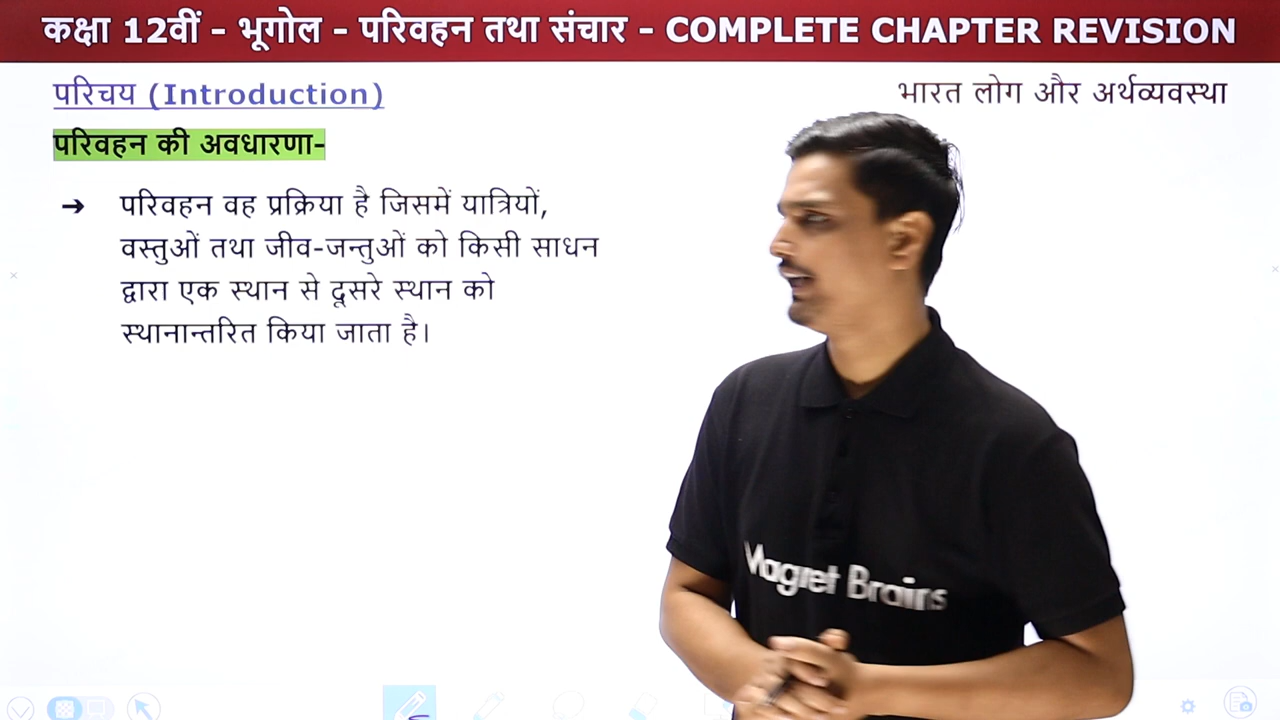 कक्षा 12वीं - भूगोल - परिवहन तथा संचार - COMPLETE CHAPTER REVISION
परिचय (Introduction)
भारत लोग और अर्थव्यवस्था
परिवहन की अवधारणा-
➔ परिवहन वह प्रक्रिया है जिसमें यात्रियों,
वस्तुओं तथा जीव-जन्तुओं को किसी साधन
द्वारा एक स्थान से दूसरे स्थान को
स्थानान्तरित किया जाता है।
Magnet Brains